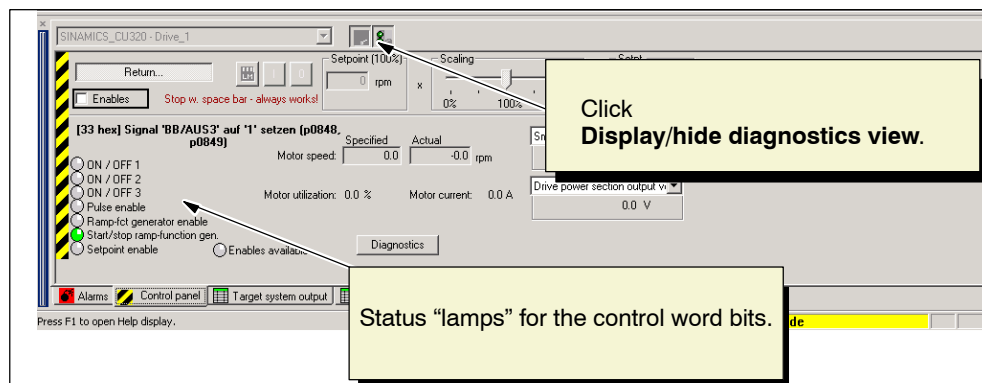 SINAMICS_CU320 - Drive_1
Return...
Enables
Stop w. space bar - always works!
I
0
Setpoint (100%)
0 rpm
x
Scaling
0% 100%
Click
Display/hide diagnostics view.
[33 hex] Signal 'BB/AUS3' auf '1' setzen (p0848,
p0849)
Specified Actual
Motor speed: 0.0 -0.0 rpm
ON / OFF 1
ON / OFF 2
ON / OFF 3
Pulse enable
Ramp-fct generator enable
Start/stop ramp-function gen.
Setpoint enable
Enables available
Motor utilization: 0.0 % Motor current: 0.0 A
Drive power section output
0.0 V
Diagnostics
Status “lamps” for the control word bits.
Alarms Control panel Target system output
Press F1 to open Help display.
de